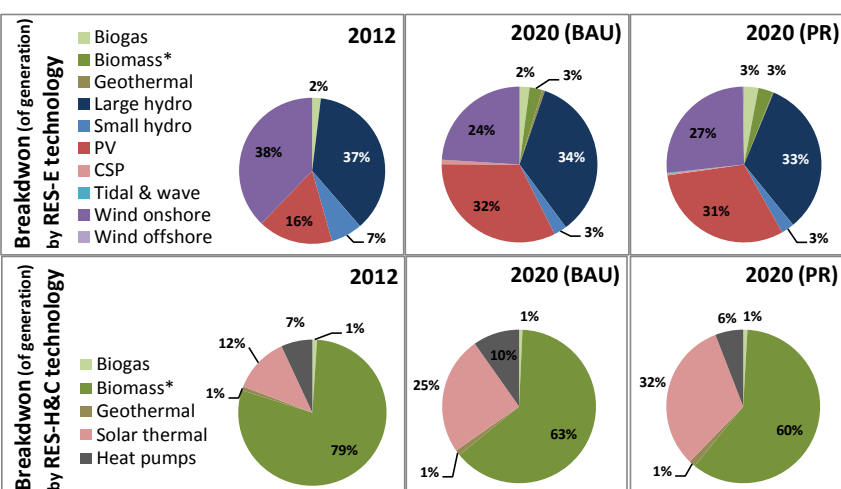 Breakdwon (of generation)
by RES-E technology
Biogas
Biomass*
Geothermal
Large hydro
Small hydro
PV
CSP
Tidal & wave
Wind onshore
Wind offshore
2012
2%
37%
7%
16%
38%
2020 (BAU)
2%
3%
34%
3%
32%
24%
2020 (PR)
3%
3%
33%
3%
31%
27%
Breakdwon (of generation)
by RES-H&C technology
Biogas
Biomass*
Geothermal
Solar thermal
Heat pumps
2012
1%
79%
1%
12%
7%
2020 (BAU)
1%
63%
1%
25%
10%
2020 (PR)
1%
60%
1%
32%
6%